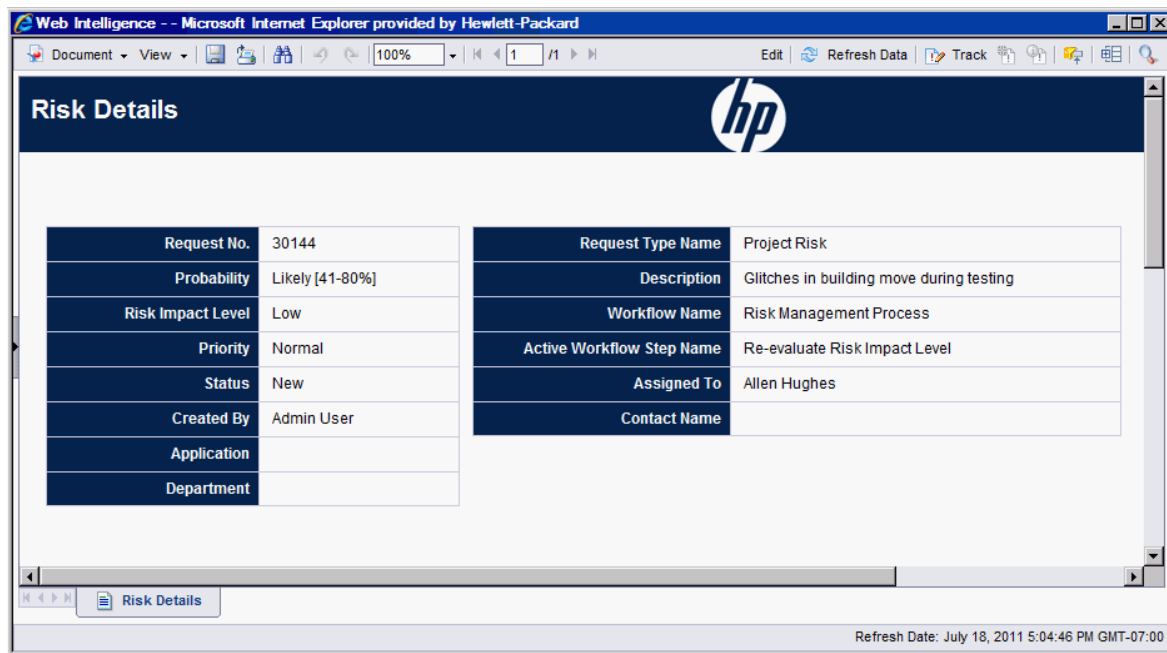 Web Intelligence - - Microsoft Internet Explorer provided by Hewlett-Packard
Document View 100% 1 /1 Edit Refresh Data Track
Risk Details
hp
Request No. 30144 Request Type Name Project Risk
Probability Likely [41-80%] Description Glitches in building move during testing
Risk Impact Level Low Workflow Name Risk Management Process
Priority Normal Active Workflow Step Name Re-evaluate Risk Impact Level
Status New Assigned To Allen Hughes
Created By Admin User Contact Name
Application
Department
Risk Details
Refresh Date: July 18, 2011 5:04:46 PM GMT-07:00